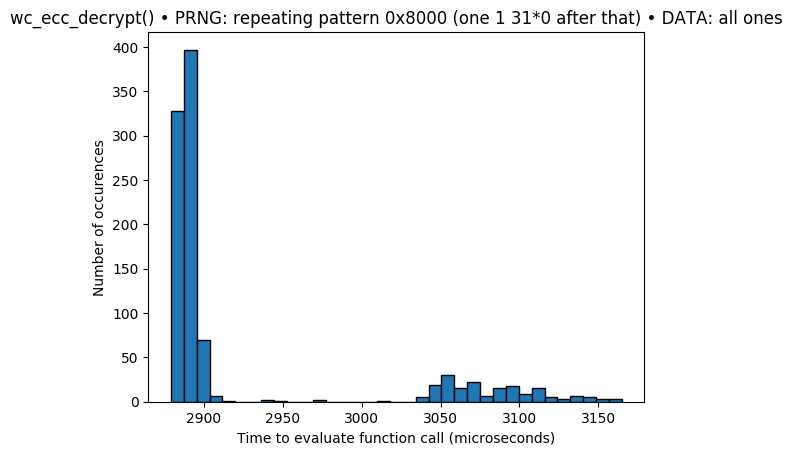 wc_ecc_decrypt() • PRNG: repeating pattern 0x8000 (one 1 31*0 after that) • DATA: all ones
400
350
300
250
200
150
100
50
0
Number of occurences
2900 2950 3000 3050 3100 3150
Time to evaluate function call (microseconds)